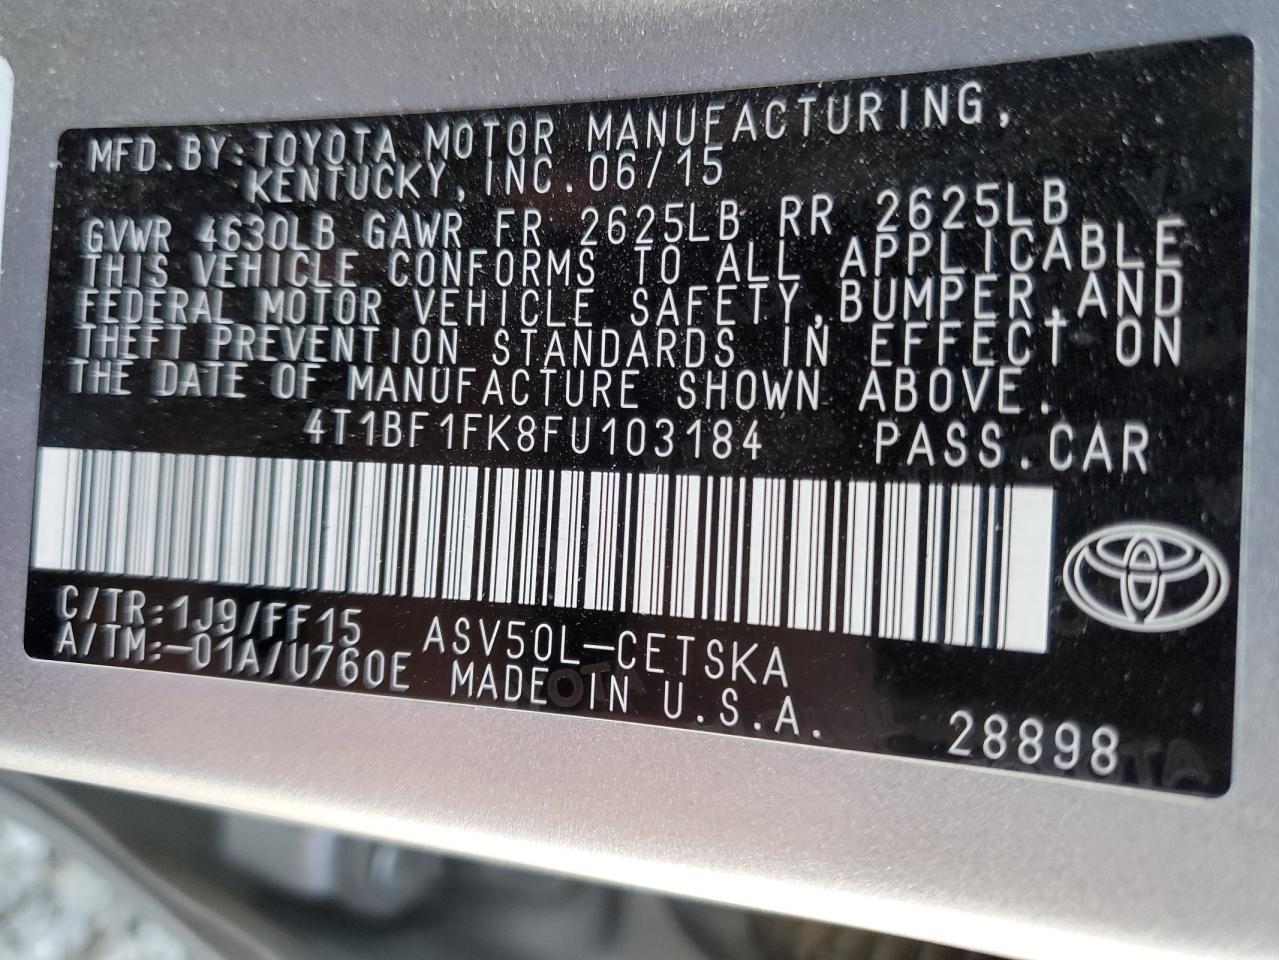 MFD.BY:TOYOTA MOTOR MANUFACTURING,
KENTUCKY, INC. 06/15
GVWR 4630LB GAWR FR 2625LB RR 2625LB
THIS VEHICLE CONFORMS TO ALL APPLICABLE
FEDERAL MOTOR VEHICLE SAFETY,BUMPER,AND
THEFT PREVENTION STANDARDS IN EFFECT ON
THE DATE OF MANUFACTURE SHOWN ABOVE.
4T1BF1FK8FU103184 PASS.CAR
C/TR:1J9/FF15 ASV50L-CETSKA
A/TM:-01A/U760E MADE IN U.S.A. 28898